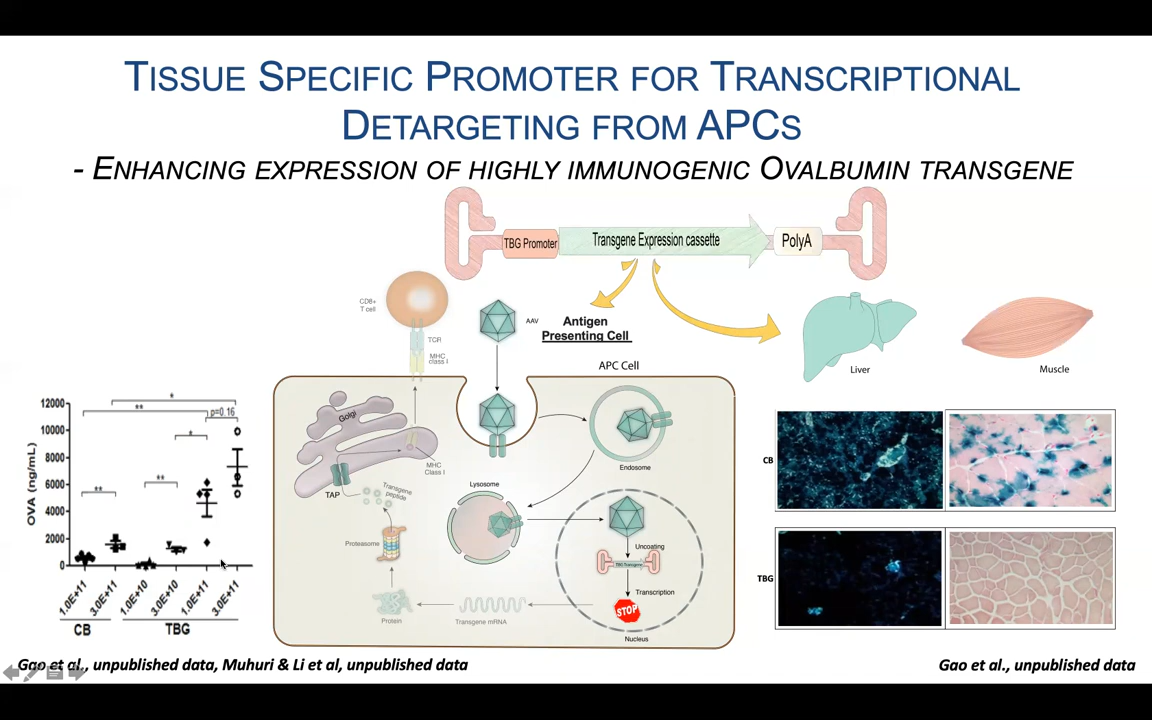 TISSUE SPECIFIC PROMOTER FOR TRANSCRIPTIONAL
DETARGETING FROM APCS
- ENHANCING EXPRESSION OF HIGHLY IMMUNOGENIC OVALBUMIN TRANSGENE
TBG Promoter
Transgene Expression cassette
PolyA
CD8+
T cell
TCR
MHC
class I
AAV
Antigen
Presenting Cell
APC Cell
Liver
Muscle
Golgi
MHC
Class I
TAP
Transgene
peptide
Proteasome
Protein
Transgene mRNA
Lysosome
Endosome
Uncoating
TBG Transgene
Transcription
STOP
Nucleus
OVA (ng/mL)
12000
10000
8000
6000
4000
2000
0
**
**
**
*
*
p=0.16
1.0E+11
3.0E+11
1.0E+10
3.0E+10
1.0E+11
3.0E+11
CB
TBG
CB
TBG
Gao et al., unpublished data, Muhuri & Li et al, unpublished data
Gao et al., unpublished data